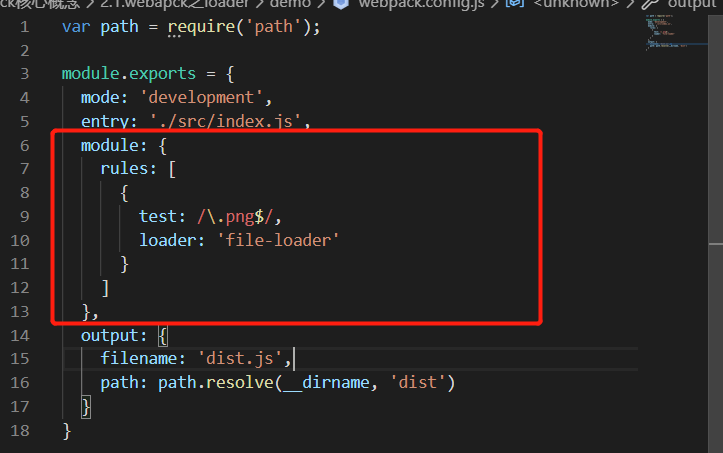 ck核心概念 > 2.1.webapck之loader > demo > webpack.config.js > <unknown> > output
1 var path = require('path');
2
3 module.exports = {
4 mode: 'development',
5 entry: './src/index.js',
6 module: {
7 rules: [
8 {
9 test: /\.png$/,
10 loader: 'file-loader'
11 }
12 ]
13 },
14 output: {
15 filename: 'dist.js',
16 path: path.resolve(__dirname, 'dist')
17 }
18 }